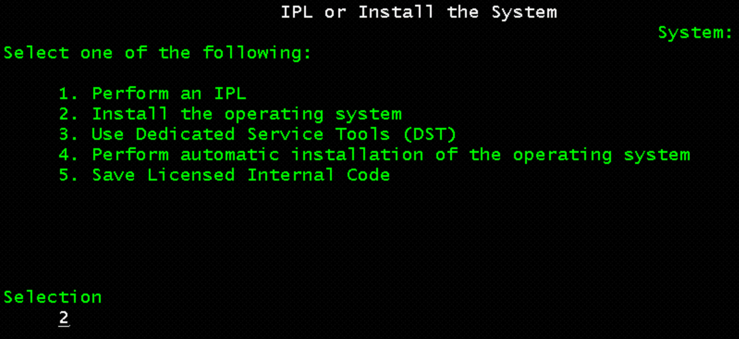 IPL or Install the System
System:
Select one of the following:
1. Perform an IPL
2. Install the operating system
3. Use Dedicated Service Tools (DST)
4. Perform automatic installation of the operating system
5. Save Licensed Internal Code
Selection
2